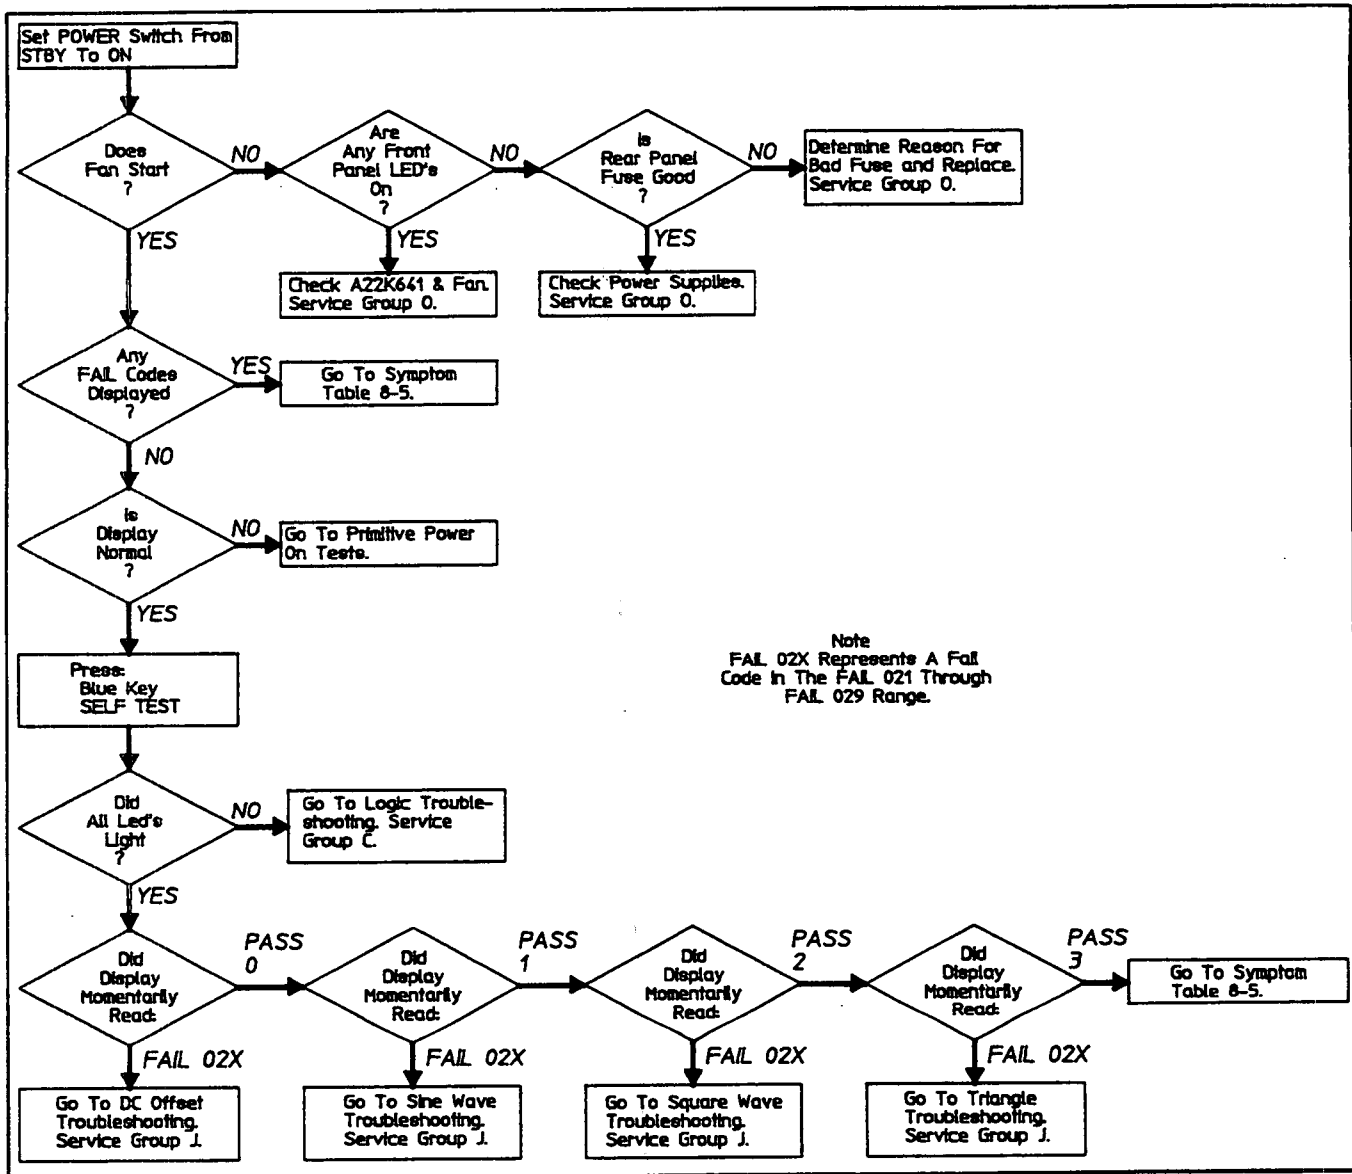 Set POWER Switch From
STBY To ON
Does
Fan Start
?
NO
Are
Any Front
Panel LED's
On
?
NO
Is
Rear Panel
Fuse Good
?
NO
Determine Reason For
Bad Fuse and Replace.
Service Group O.
YES
YES
YES
Check A22K641 & Fan.
Service Group O.
Check Power Supplies.
Service Group O.
Any
FAIL Codes
Displayed
?
YES
Go To Symptom
Table 8-5.
NO
Is
Display
Normal
?
NO
Go To Primitive Power
On Tests.
YES
Press:
Blue Key
SELF TEST
Note
FAIL 02X Represents A Fail
Code In The FAIL 021 Through
FAIL 029 Range.
Did
All Led's
Light
?
NO
Go To Logic Trouble-
shooting. Service
Group C.
YES
Did
Display
Momentarily
Read:
PASS
0
Did
Display
Momentarily
Read:
PASS
1
Did
Display
Momentarily
Read:
PASS
2
Did
Display
Momentarily
Read:
PASS
3
Go To Symptom
Table 8-5.
FAIL 02X
FAIL 02X
FAIL 02X
FAIL 02X
Go To DC Offset
Troubleshooting.
Service Group J.
Go To Sine Wave
Troubleshooting.
Service Group J.
Go To Square Wave
Troubleshooting.
Service Group J.
Go To Triangle
Troubleshooting.
Service Group J.